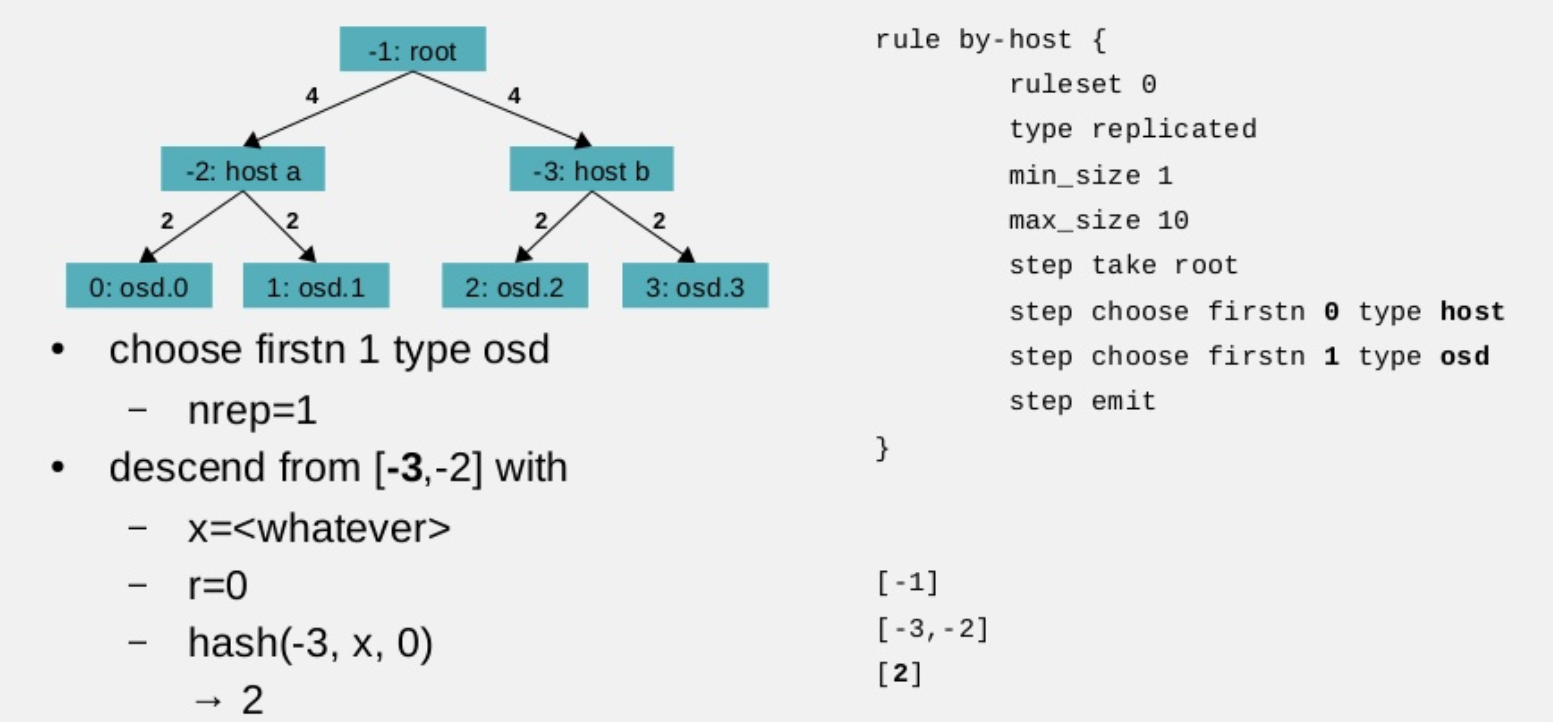 -1: root
4 4
-2: host a -3: host b
2 2 2 2
0: osd.0 1: osd.1 2: osd.2 3: osd.3
• choose firstn 1 type osd
– nrep=1
• descend from [-3,-2] with
– x=<whatever>
– r=0
– hash(-3, x, 0)
→ 2
rule by-host {
ruleset 0
type replicated
min_size 1
max_size 10
step take root
step choose firstn 0 type host
step choose firstn 1 type osd
step emit
}
[-1]
[-3,-2]
[2]